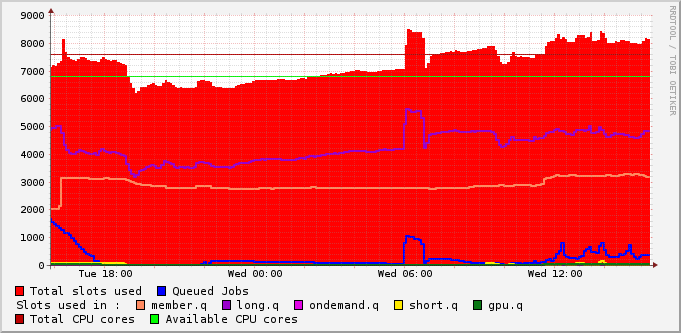 9000
8000
7000
6000
5000
4000
3000
2000
1000
0
Tue 18:00 Wed 00:00 Wed 06:00 Wed 12:00
RRDTOOL / TOBI OETIKER
Total slots used Queued Jobs
Slots used in : member.q long.q ondemand.q short.q gpu.q
Total CPU cores Available CPU cores